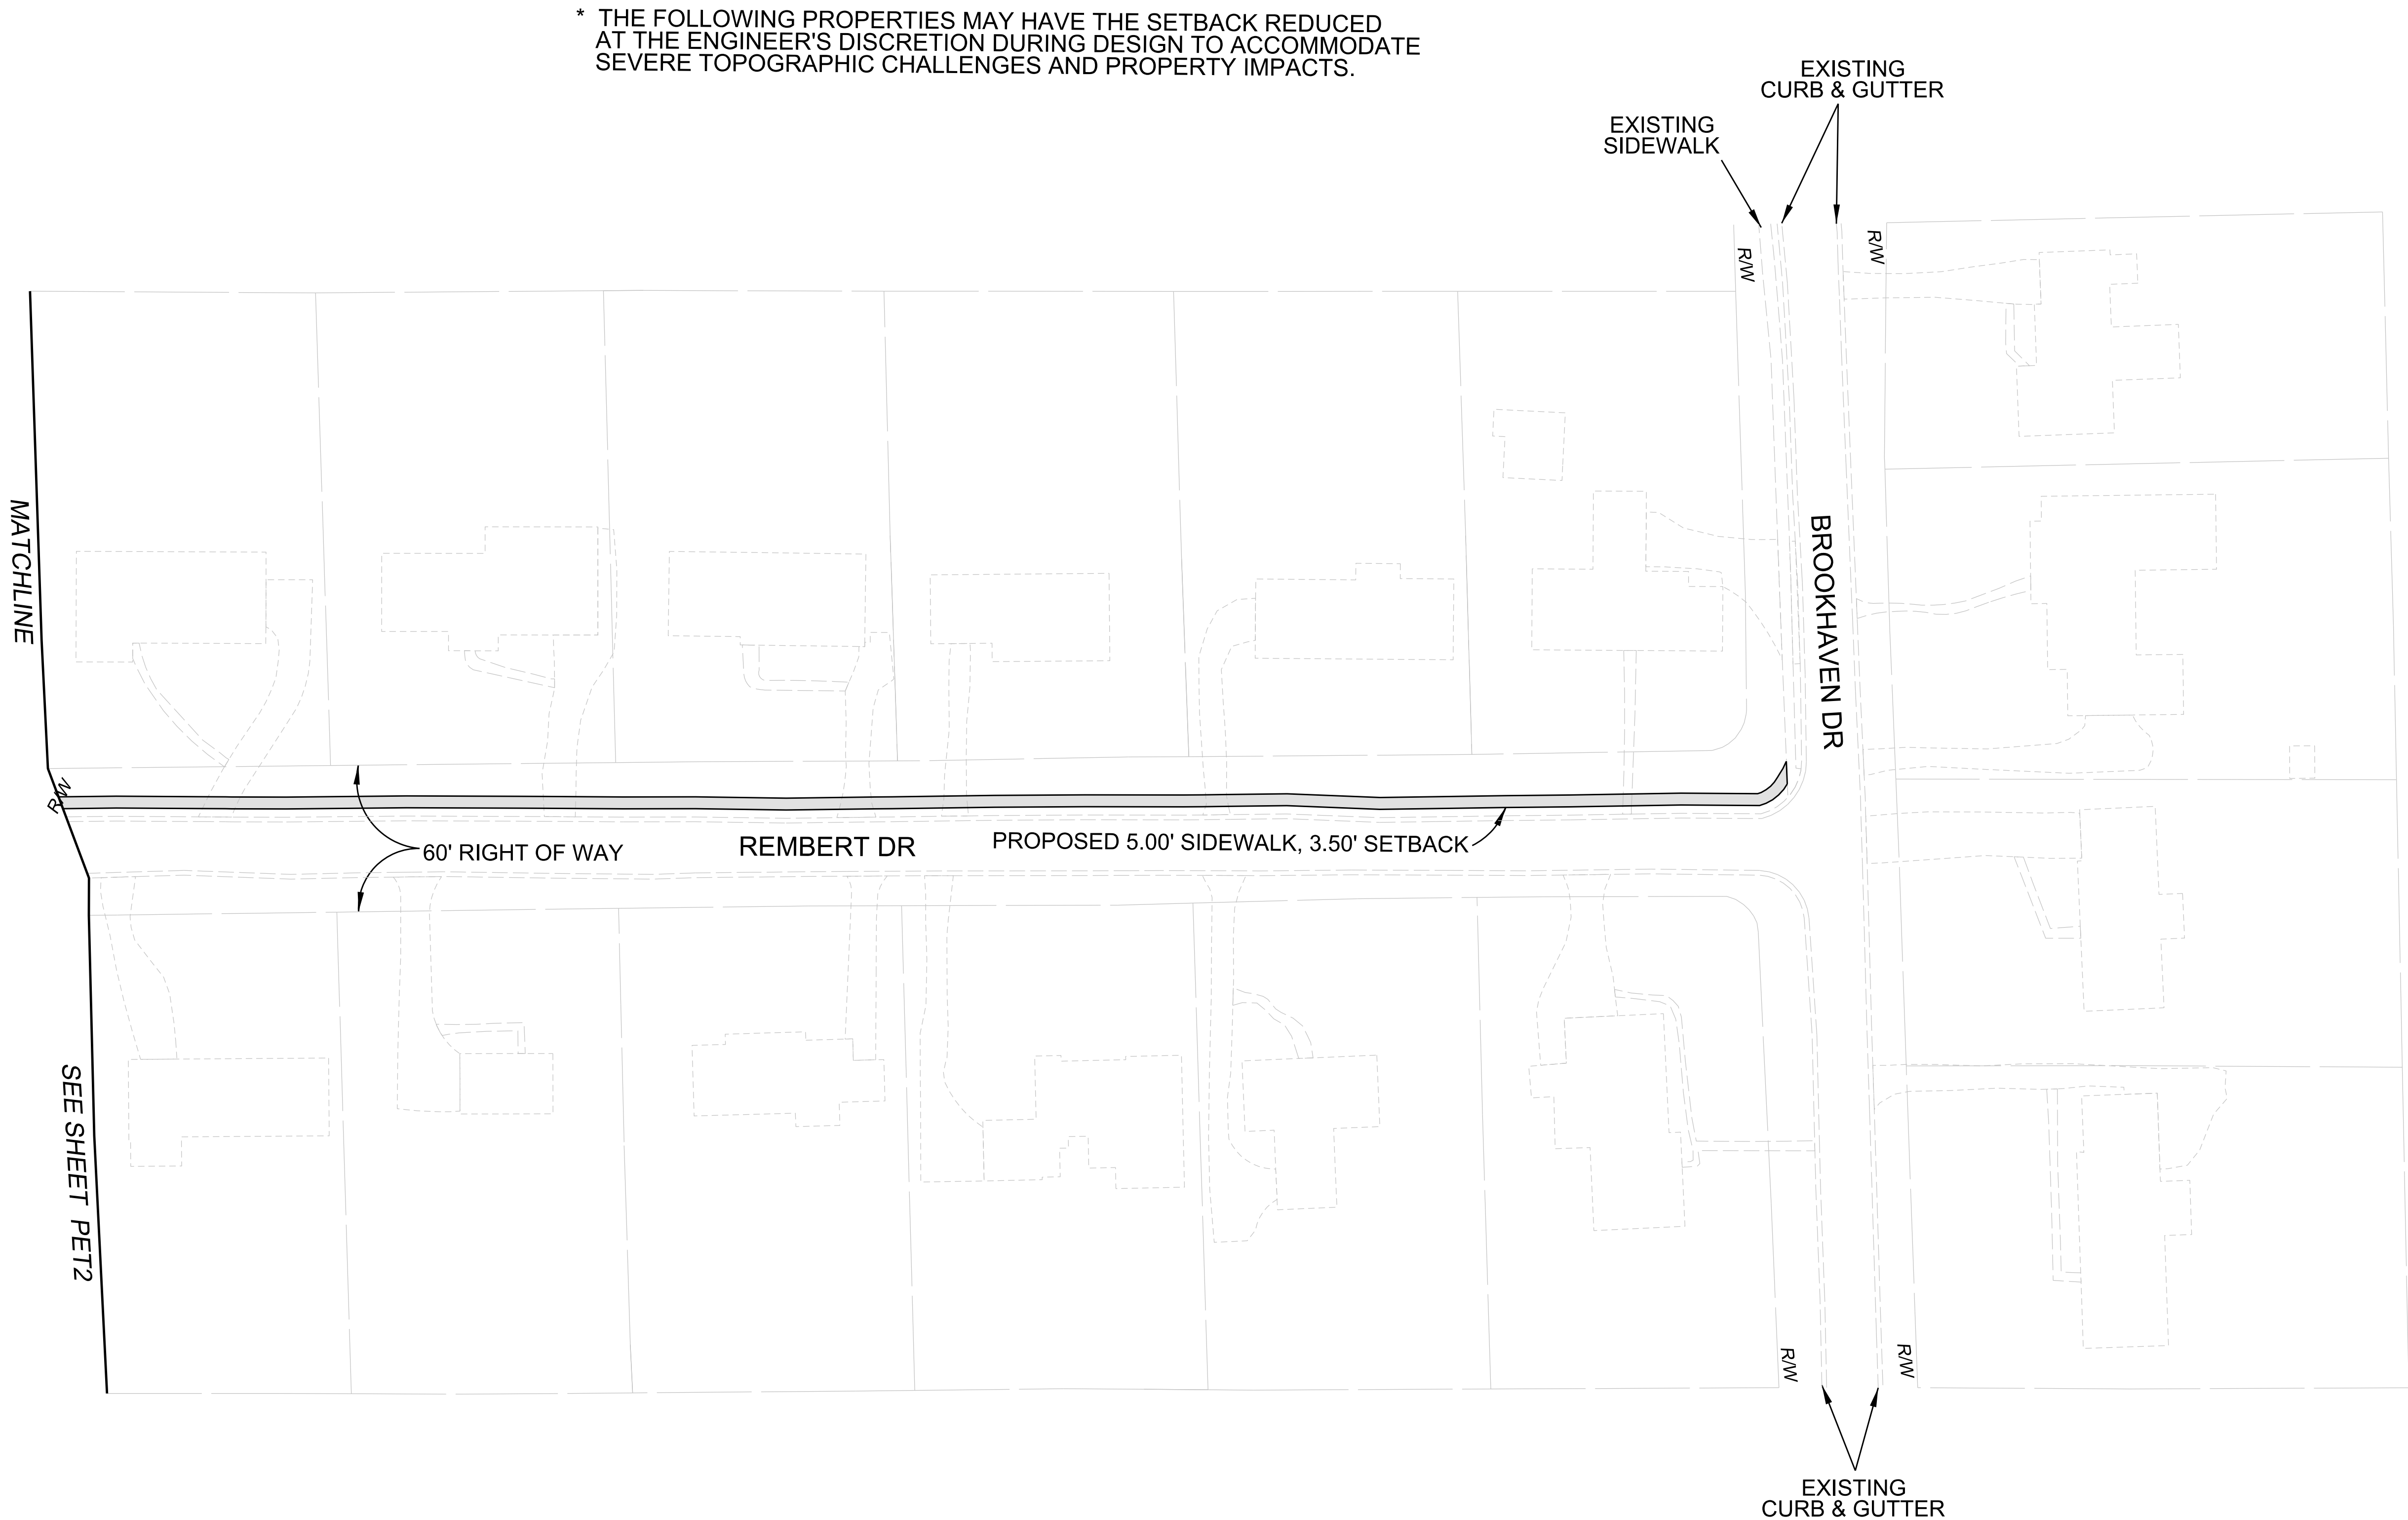 * THE FOLLOWING PROPERTIES MAY HAVE THE SETBACK REDUCED
AT THE ENGINEER'S DISCRETION DURING DESIGN TO ACCOMMODATE
SEVERE TOPOGRAPHIC CHALLENGES AND PROPERTY IMPACTS.
EXISTING
CURB & GUTTER
EXISTING
SIDEWALK
R/W
R/W
MATCHLINE
BROOKHAVEN DR
R/W
60' RIGHT OF WAY
REMBERT DR
PROPOSED 5.00' SIDEWALK, 3.50' SETBACK
SEE SHEET PET2
R/W
R/W
EXISTING
CURB & GUTTER